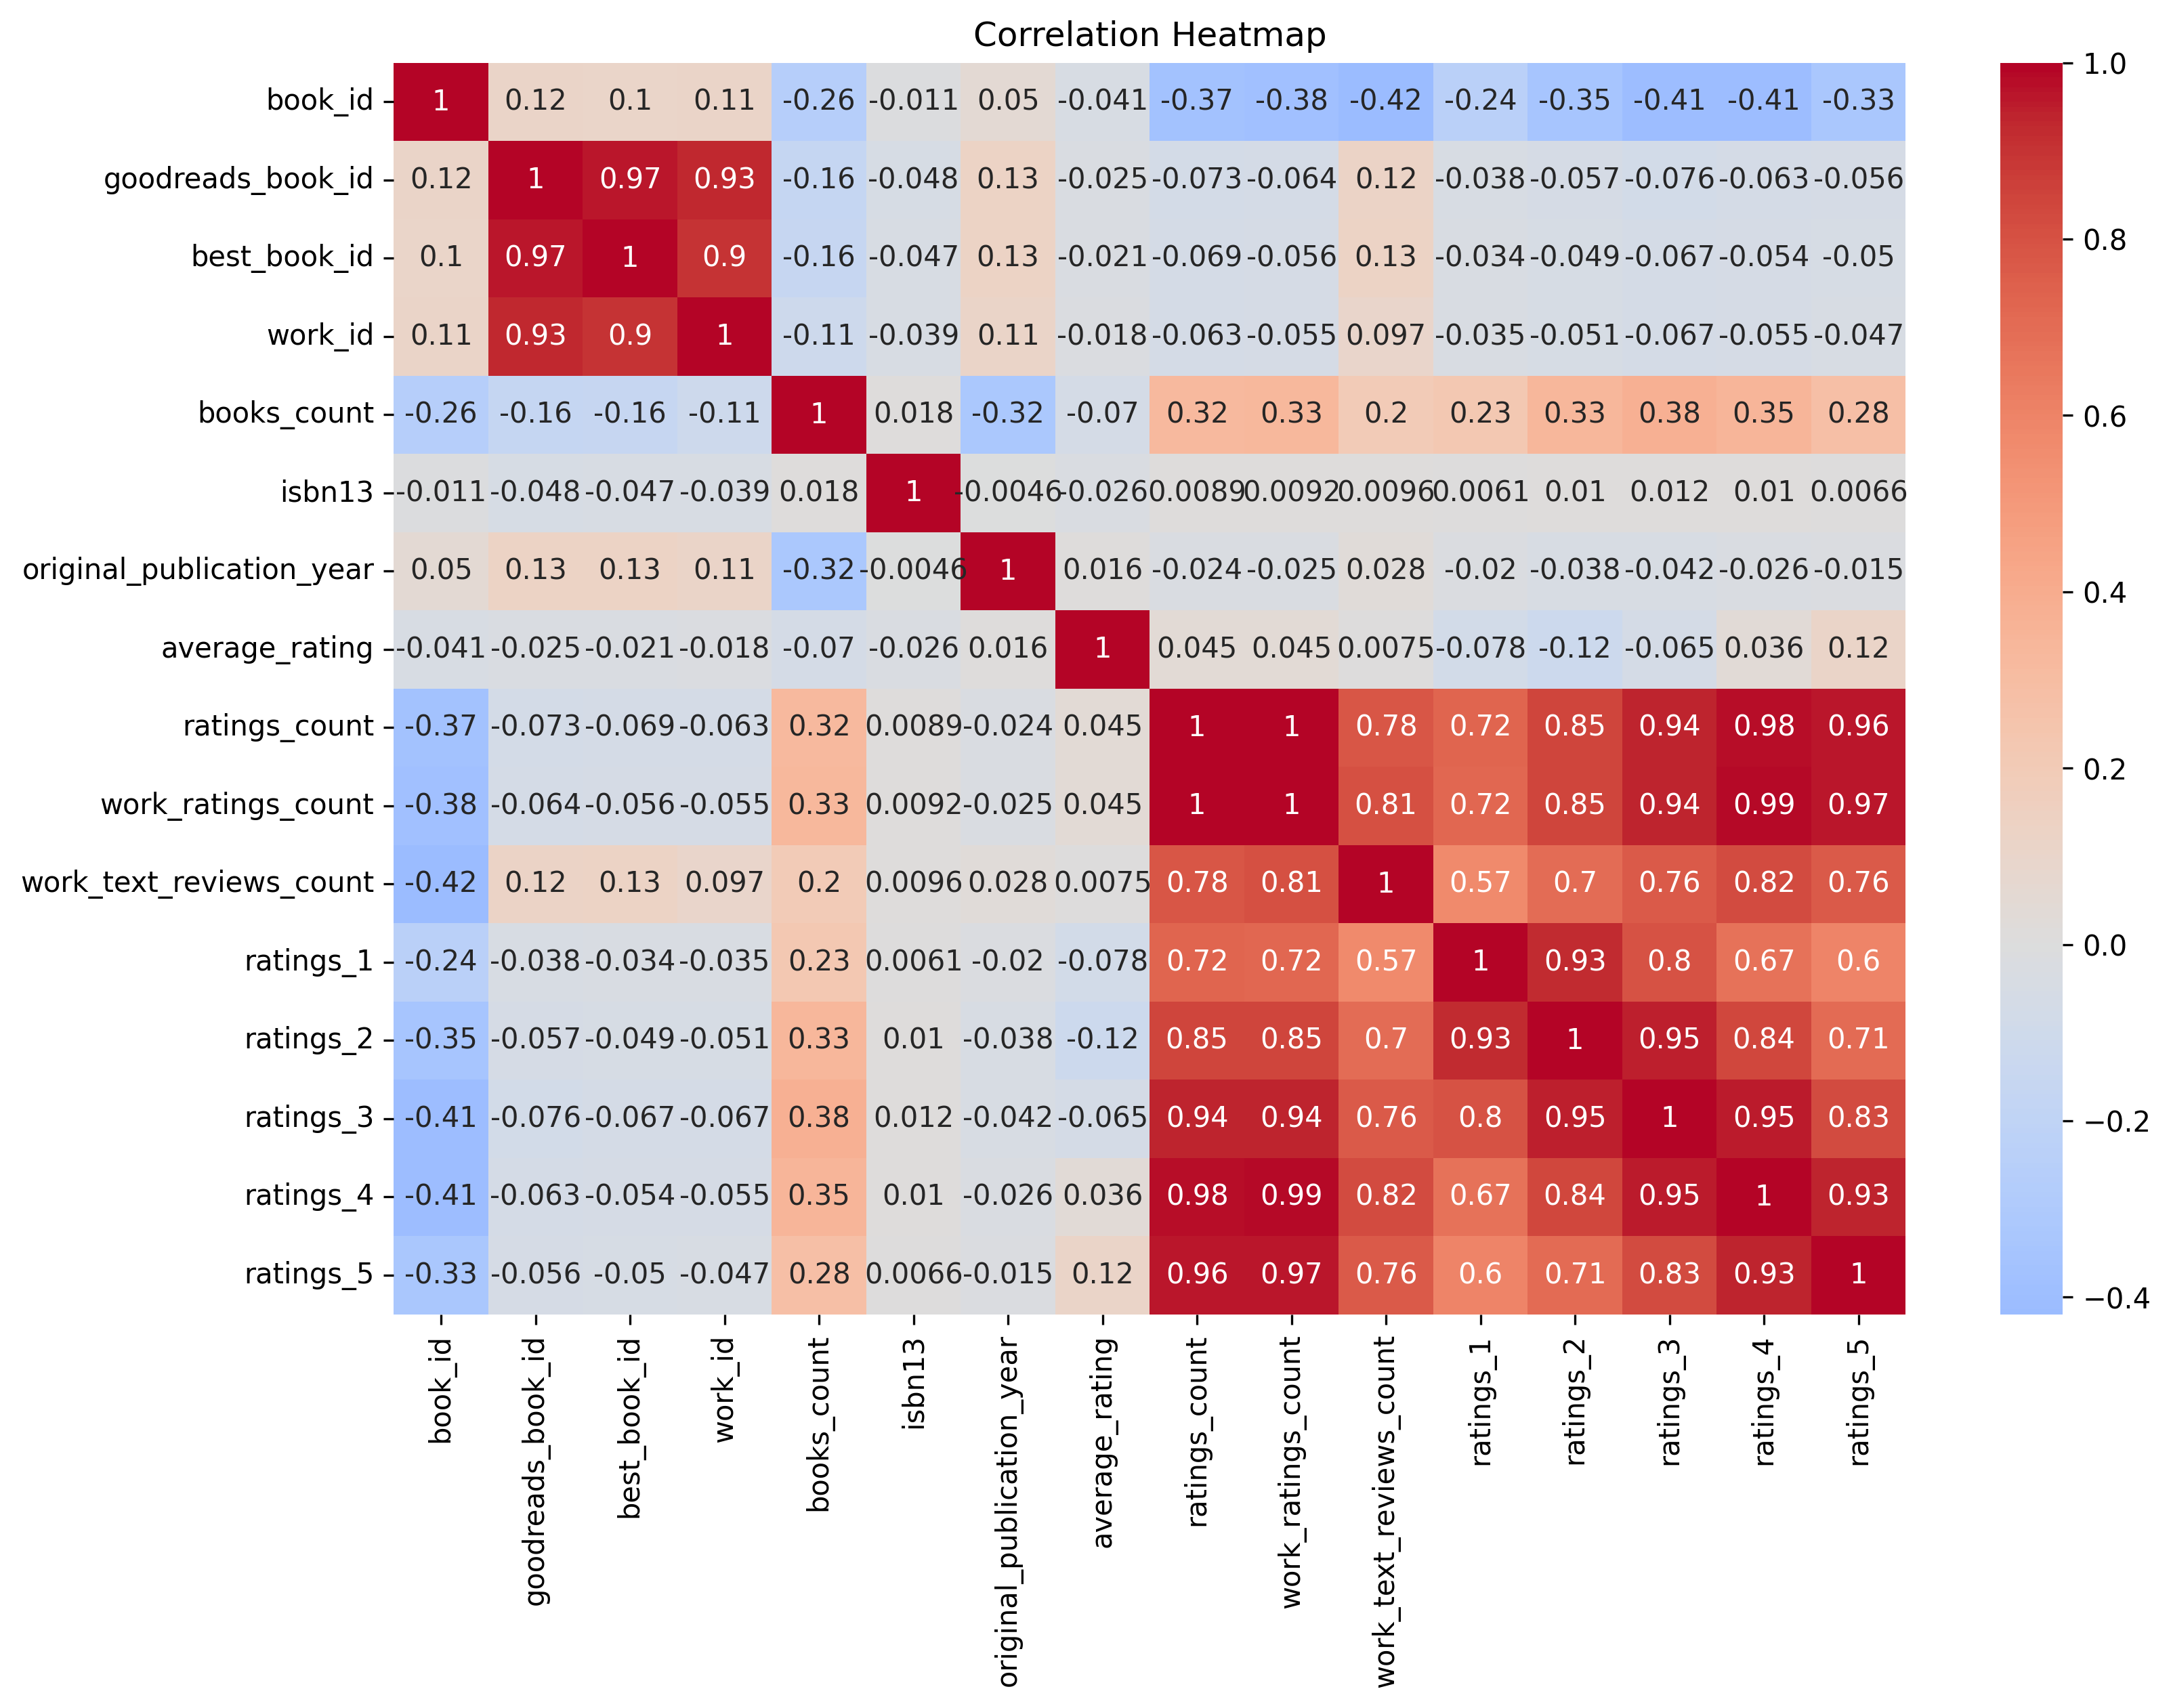 Correlation Heatmap
book_id 1 0.12 0.1 0.11 -0.26 -0.011 0.05 -0.041 -0.37 -0.38 -0.42 -0.24 -0.35 -0.41 -0.41 -0.33
goodreads_book_id 0.12 1 0.97 0.93 -0.16 -0.048 0.13 -0.025 -0.073 -0.064 0.12 -0.038 -0.057 -0.076 -0.063 -0.056
best_book_id 0.1 0.97 1 0.9 -0.16 -0.047 0.13 -0.021 -0.069 -0.056 0.13 -0.034 -0.049 -0.067 -0.054 -0.05
work_id 0.11 0.93 0.9 1 -0.11 -0.039 0.11 -0.018 -0.063 -0.055 0.097 -0.035 -0.051 -0.067 -0.055 -0.047
books_count -0.26 -0.16 -0.16 -0.11 1 0.018 -0.32 -0.07 0.32 0.33 0.2 0.23 0.33 0.38 0.35 0.28
isbn13 -0.011 -0.048 -0.047 -0.039 0.018 1 -0.0046 -0.026 0.0089 0.0092 0.0096 0.0061 0.01 0.012 0.01 0.0066
original_publication_year 0.05 0.13 0.13 0.11 -0.32 -0.0046 1 0.016 -0.024 -0.025 0.028 -0.02 -0.038 -0.042 -0.026 -0.015
average_rating -0.041 -0.025 -0.021 -0.018 -0.07 -0.026 0.016 1 0.045 0.045 0.0075 -0.078 -0.12 -0.065 0.036 0.12
ratings_count -0.37 -0.073 -0.069 -0.063 0.32 0.0089 -0.024 0.045 1 1 0.78 0.72 0.85 0.94 0.98 0.96
work_ratings_count -0.38 -0.064 -0.056 -0.055 0.33 0.0092 -0.025 0.045 1 1 0.81 0.72 0.85 0.94 0.99 0.97
work_text_reviews_count -0.42 0.12 0.13 0.097 0.2 0.0096 0.028 0.0075 0.78 0.81 1 0.57 0.7 0.76 0.82 0.76
ratings_1 -0.24 -0.038 -0.034 -0.035 0.23 0.0061 -0.02 -0.078 0.72 0.72 0.57 1 0.93 0.8 0.67 0.6
ratings_2 -0.35 -0.057 -0.049 -0.051 0.33 0.01 -0.038 -0.12 0.85 0.85 0.7 0.93 1 0.95 0.84 0.71
ratings_3 -0.41 -0.076 -0.067 -0.067 0.38 0.012 -0.042 -0.065 0.94 0.94 0.76 0.8 0.95 1 0.95 0.83
ratings_4 -0.41 -0.063 -0.054 -0.055 0.35 0.01 -0.026 0.036 0.98 0.99 0.82 0.67 0.84 0.95 1 0.93
ratings_5 -0.33 -0.056 -0.05 -0.047 0.28 0.0066 -0.015 0.12 0.96 0.97 0.76 0.6 0.71 0.83 0.93 1
book_id
goodreads_book_id
best_book_id
work_id
books_count
isbn13
original_publication_year
average_rating
ratings_count
work_ratings_count
work_text_reviews_count
ratings_1
ratings_2
ratings_3
ratings_4
ratings_5
1.0
0.8
0.6
0.4
0.2
0.0
−0.2
−0.4